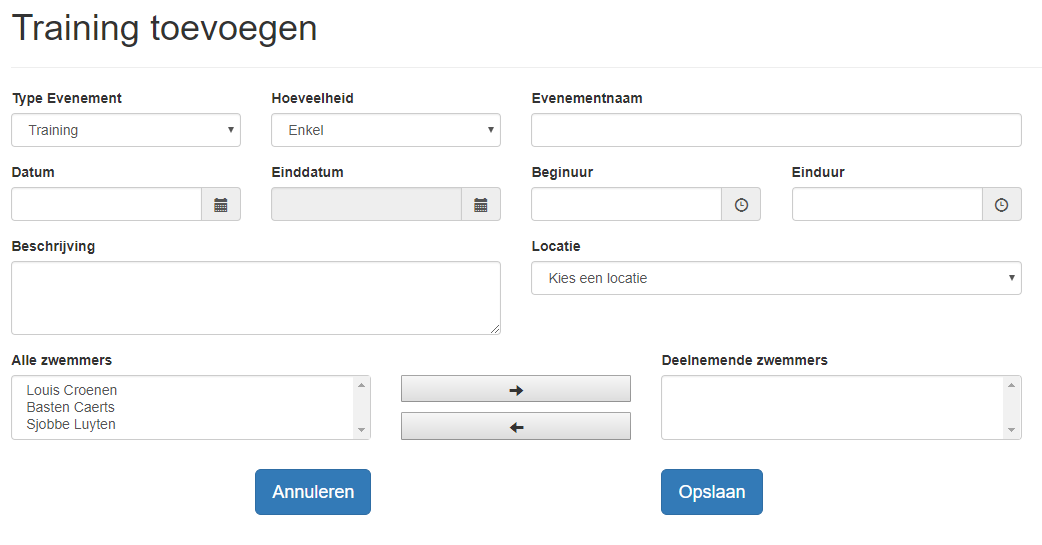 Training toevoegen
Type Evenement Hoeveelheid Evenementnaam
Training Enkel
Datum Einddatum Beginuur Einduur
Beschrijving Locatie
Kies een locatie
Alle zwemmers Deelnemende zwemmers
Louis Croenen
Basten Caerts
Sjobbe Luyten
Annuleren Opslaan